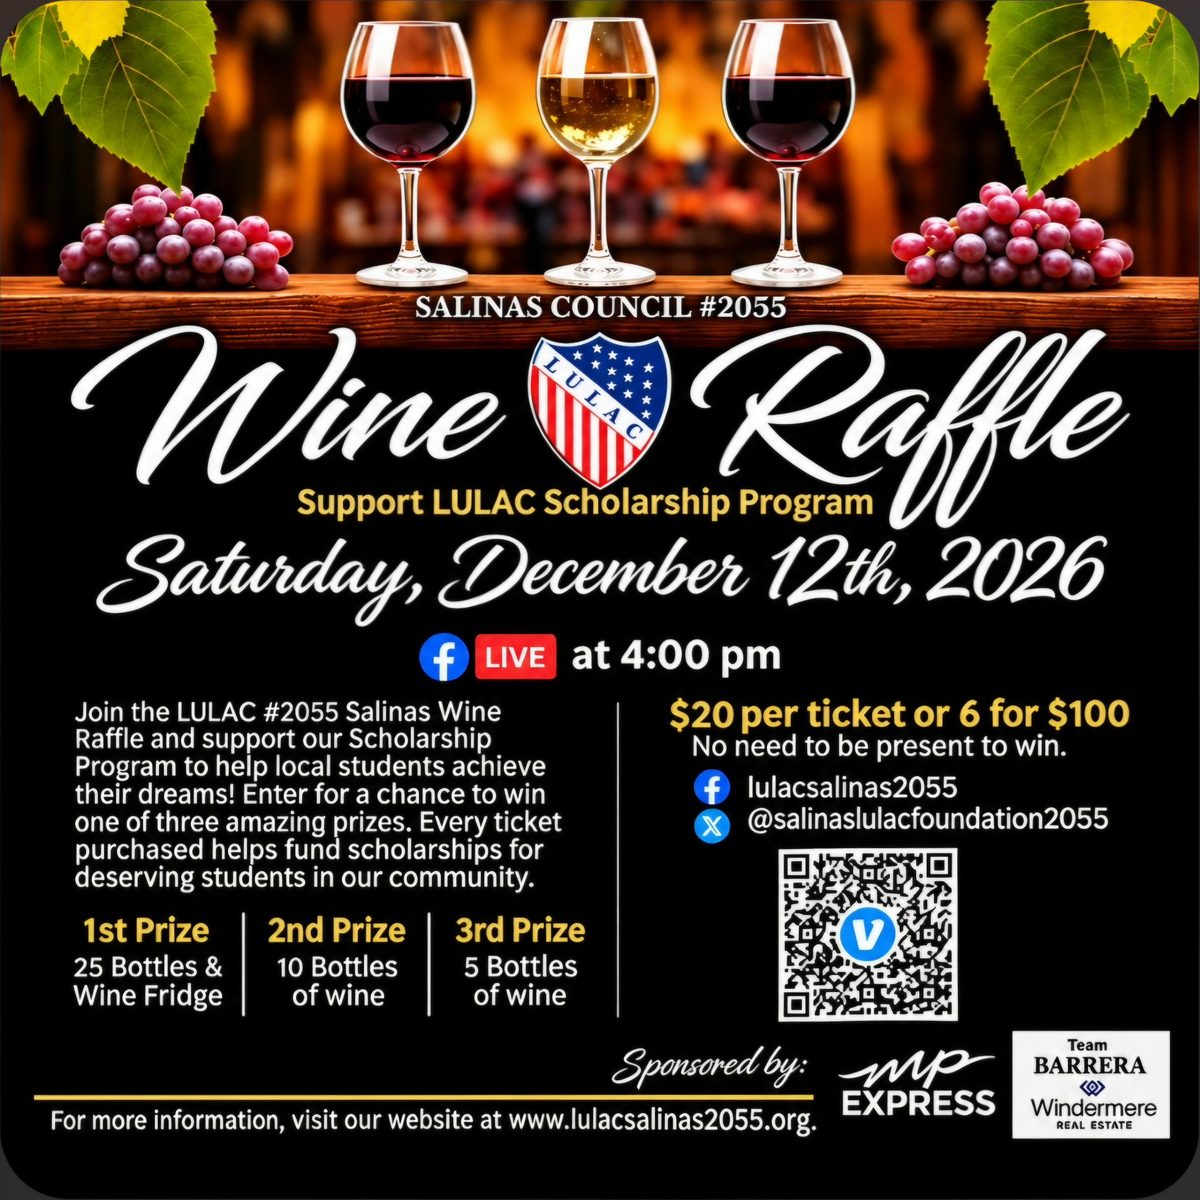 SALINAS COUNCIL #2055
Wine Raffle
LULAC
Support LULAC Scholarship Program
Saturday, December 12th, 2026
LIVE at 4:00 pm
Join the LULAC #2055 Salinas Wine
Raffle and support our Scholarship
Program to help local students achieve
their dreams! Enter for a chance to win
one of three amazing prizes. Every ticket
purchased helps fund scholarships for
deserving students in our community.
1st Prize
25 Bottles &
Wine Fridge
2nd Prize
10 Bottles
of wine
3rd Prize
5 Bottles
of wine
$20 per ticket or 6 for $100
No need to be present to win.
lulacsalinas2055
@salinaslulacfoundation2055
Sponsored by:
mp
EXPRESS
Team
BARRERA
Windermere
REAL ESTATE
For more information, visit our website at www.lulacsalinas2055.org.